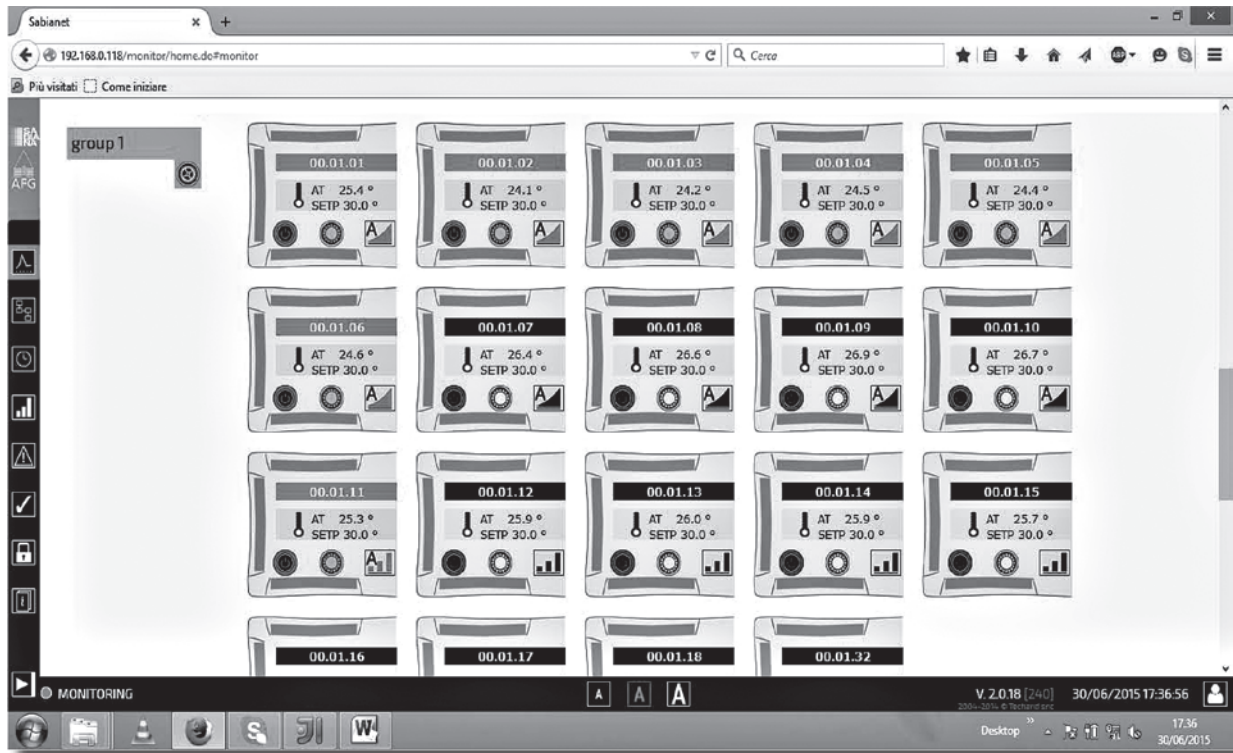 Sabianet
192.168.0.118/monitor/home.do#monitor
Cerca
ABP
Più visitati Come iniziare
group 1
AFG
00.01.01
AT 25.4 °
SETP 30.0 °
A
00.01.02
AT 24.1 °
SETP 30.0 °
A
00.01.03
AT 24.2 °
SETP 30.0 °
A
00.01.04
AT 24.5 °
SETP 30.0 °
A
00.01.05
AT 24.4 °
SETP 30.0 °
A
00.01.06
AT 24.6 °
SETP 30.0 °
A
00.01.07
AT 26.4 °
SETP 30.0 °
A
00.01.08
AT 26.6 °
SETP 30.0 °
A
00.01.09
AT 26.9 °
SETP 30.0 °
A
00.01.10
AT 26.7 °
SETP 30.0 °
A
00.01.11
AT 25.3 °
SETP 30.0 °
A
00.01.12
AT 25.9 °
SETP 30.0 °
00.01.13
AT 26.0 °
SETP 30.0 °
00.01.14
AT 25.9 °
SETP 30.0 °
00.01.15
AT 25.7 °
SETP 30.0 °
00.01.16
00.01.17
00.01.18
00.01.32
MONITORING
A A A
V. 2.0.18 [240]
2004-2014 © Techard snc
30/06/2015 17:36:56
Desktop
17.36
30/06/2015